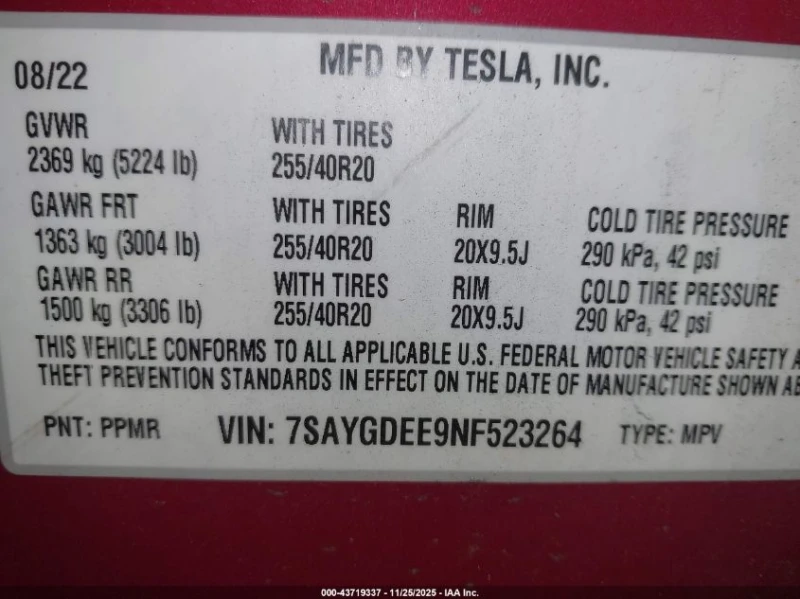 MFD BY TESLA, INC.
08/22
GVWR WITH TIRES
2369 kg (5224 lb) 255/40R20
GAWR FRT WITH TIRES RIM COLD TIRE PRESSURE
1363 kg (3004 lb) 255/40R20 20X9.5J 290 kPa, 42 psi
GAWR RR WITH TIRES RIM COLD TIRE PRESSURE
1500 kg (3306 lb) 255/40R20 20X9.5J 290 kPa, 42 psi
THIS VEHICLE CONFORMS TO ALL APPLICABLE U.S. FEDERAL MOTOR VEHICLE SAFETY A
THEFT PREVENTION STANDARDS IN EFFECT ON THE DATE OF MANUFACTURE SHOWN AB
PNT: PPMR VIN: 7SAYGDEE9NF523264 TYPE: MPV
000-43719337 - 11/25/2025 - IAA Inc.